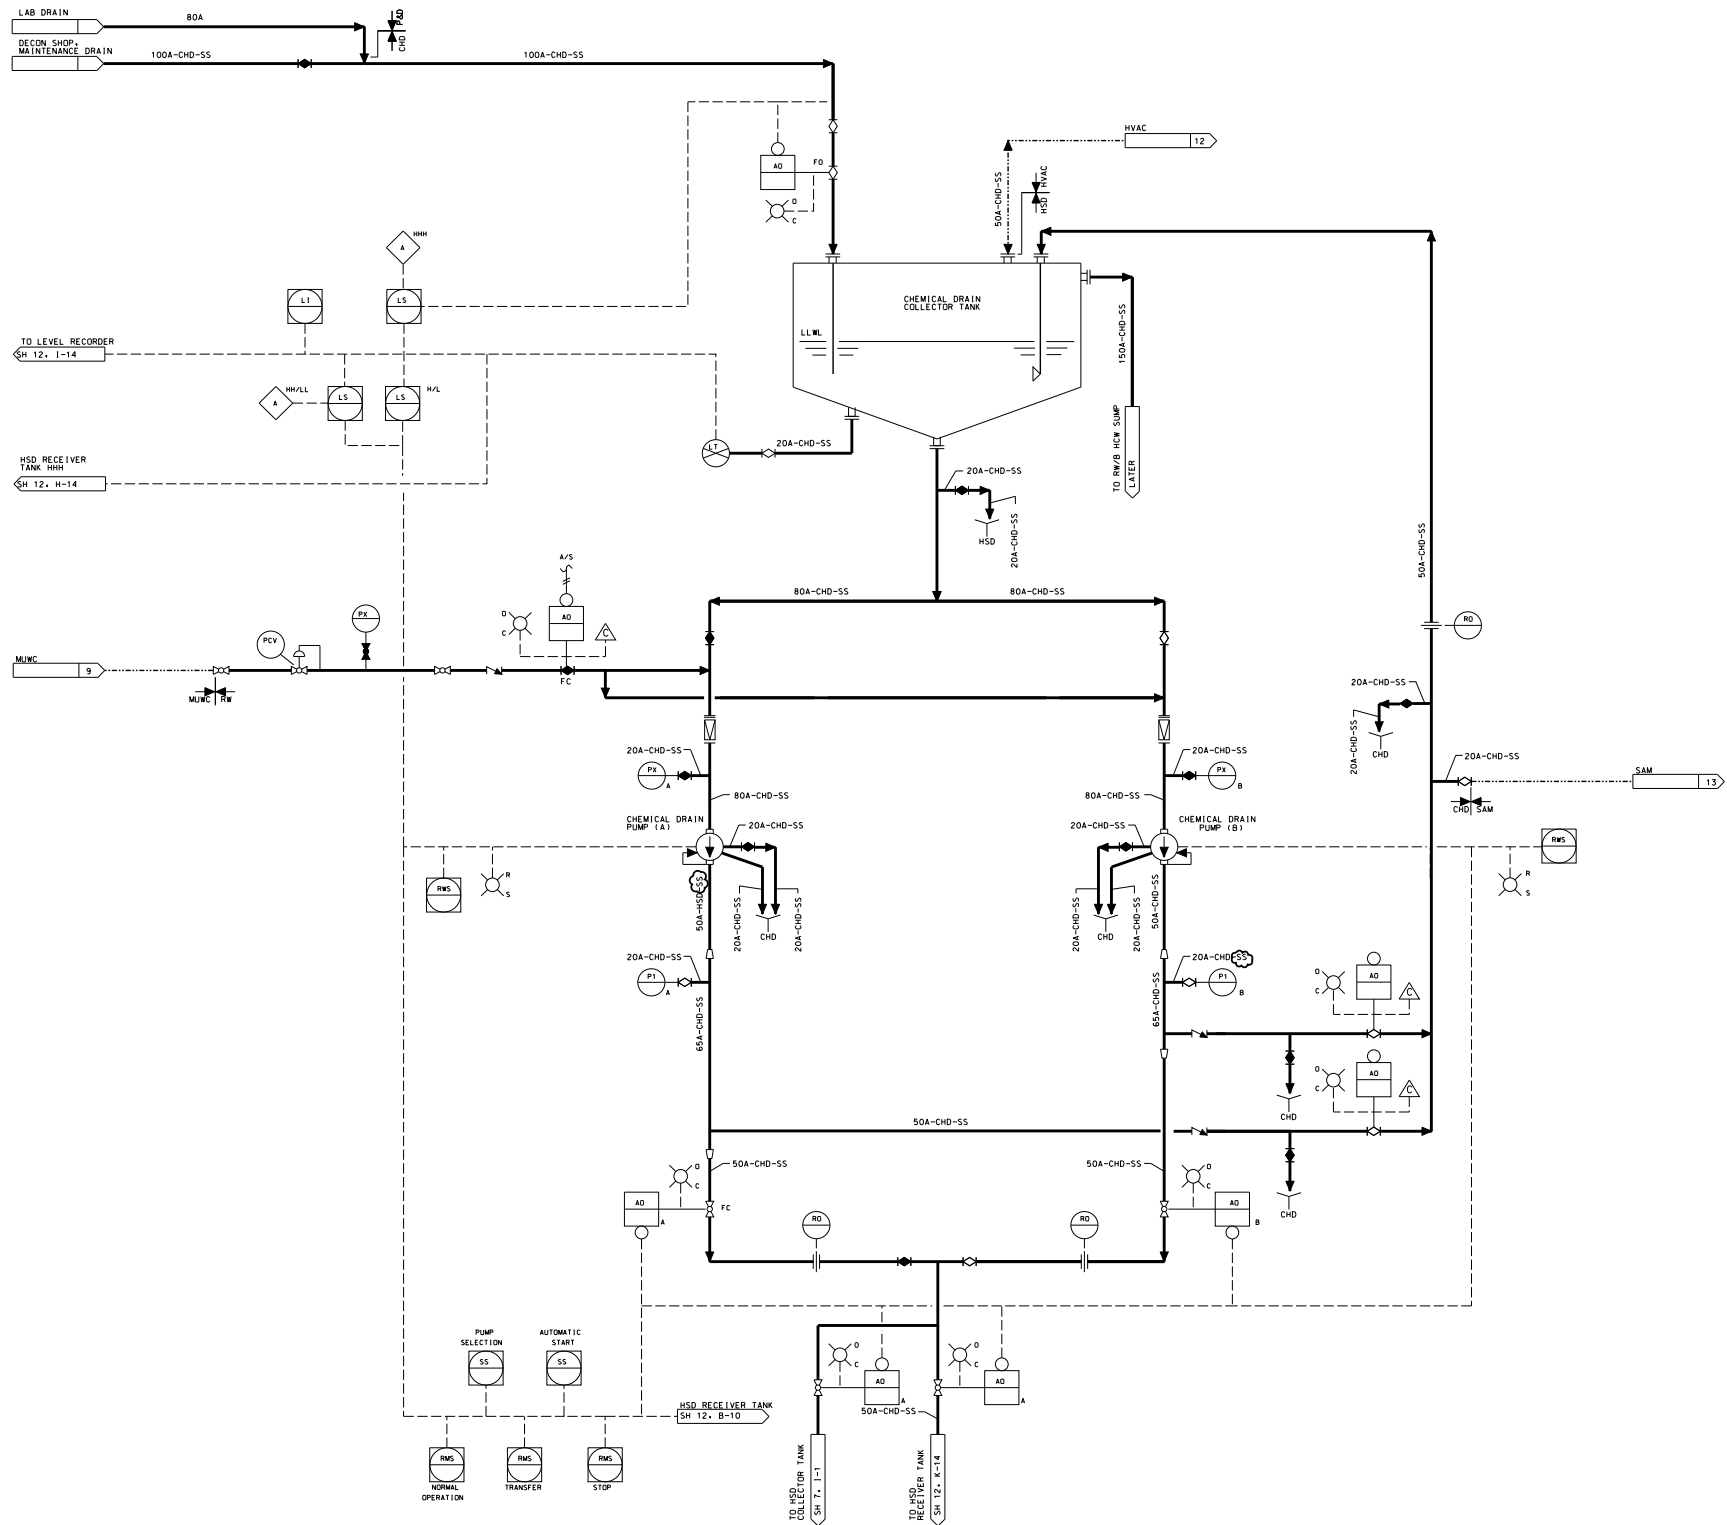 LAB DRAIN
80A
P&D
CHD
DECON SHOP,
MAINTENANCE DRAIN
100A-CHD-SS
100A-CHD-SS
HVAC
12
AO
FO
O
C
50A-CHD-SS
HSD
HVAC
A
HHH
LI
LS
CHEMICAL DRAIN
COLLECTOR TANK
LLWL
150A-CHD-SS
TO LEVEL RECORDER
SH 12, I-14
A
HH/LL
LS
LS
H/L
LT
20A-CHD-SS
TO RW/B HCW SUMP
LATER
HSD RECEIVER
TANK HHH
SH 12, H-14
20A-CHD-SS
20A-CHD-SS
HSD
50A-CHD-SS
A/S
80A-CHD-SS
80A-CHD-SS
PX
O
C
AO
C
RO
PCV
MUWC
9
FC
MUWC
RW
20A-CHD-SS
20A-CHD-SS
CHD
20A-CHD-SS
PX
A
20A-CHD-SS
PX
B
20A-CHD-SS
SAM
13
CHD
SAM
80A-CHD-SS
80A-CHD-SS
CHEMICAL DRAIN
PUMP (A)
20A-CHD-SS
20A-CHD-SS
CHEMICAL DRAIN
PUMP (B)
RWS
RWS
R
S
R
S
50A-HSD-SS
20A-CHD-SS
20A-CHD-SS
CHD
20A-CHD-SS
20A-CHD-SS
CHD
50A-CHD-SS
20A-CHD-SS
P1
A
65A-CHD-SS
20A-CHD-SS
P1
B
65A-CHD-SS
O
C
AO
C
CHD
O
C
AO
C
50A-CHD-SS
CHD
50A-CHD-SS
50A-CHD-SS
O
C
AO
A
FC
O
C
AO
B
RO
RO
PUMP
SELECTION
AUTOMATIC
START
SS
SS
O
C
AO
A
O
C
AO
A
HSD RECEIVER TANK
SH 12, B-10
50A-CHD-SS
RMS
RMS
RMS
NORMAL
OPERATION
TRANSFER
STOP
TO HSD
COLLECTOR TANK
SH 7, I-1
TO HSD
RECEIVER TANK
SH 12, K-14